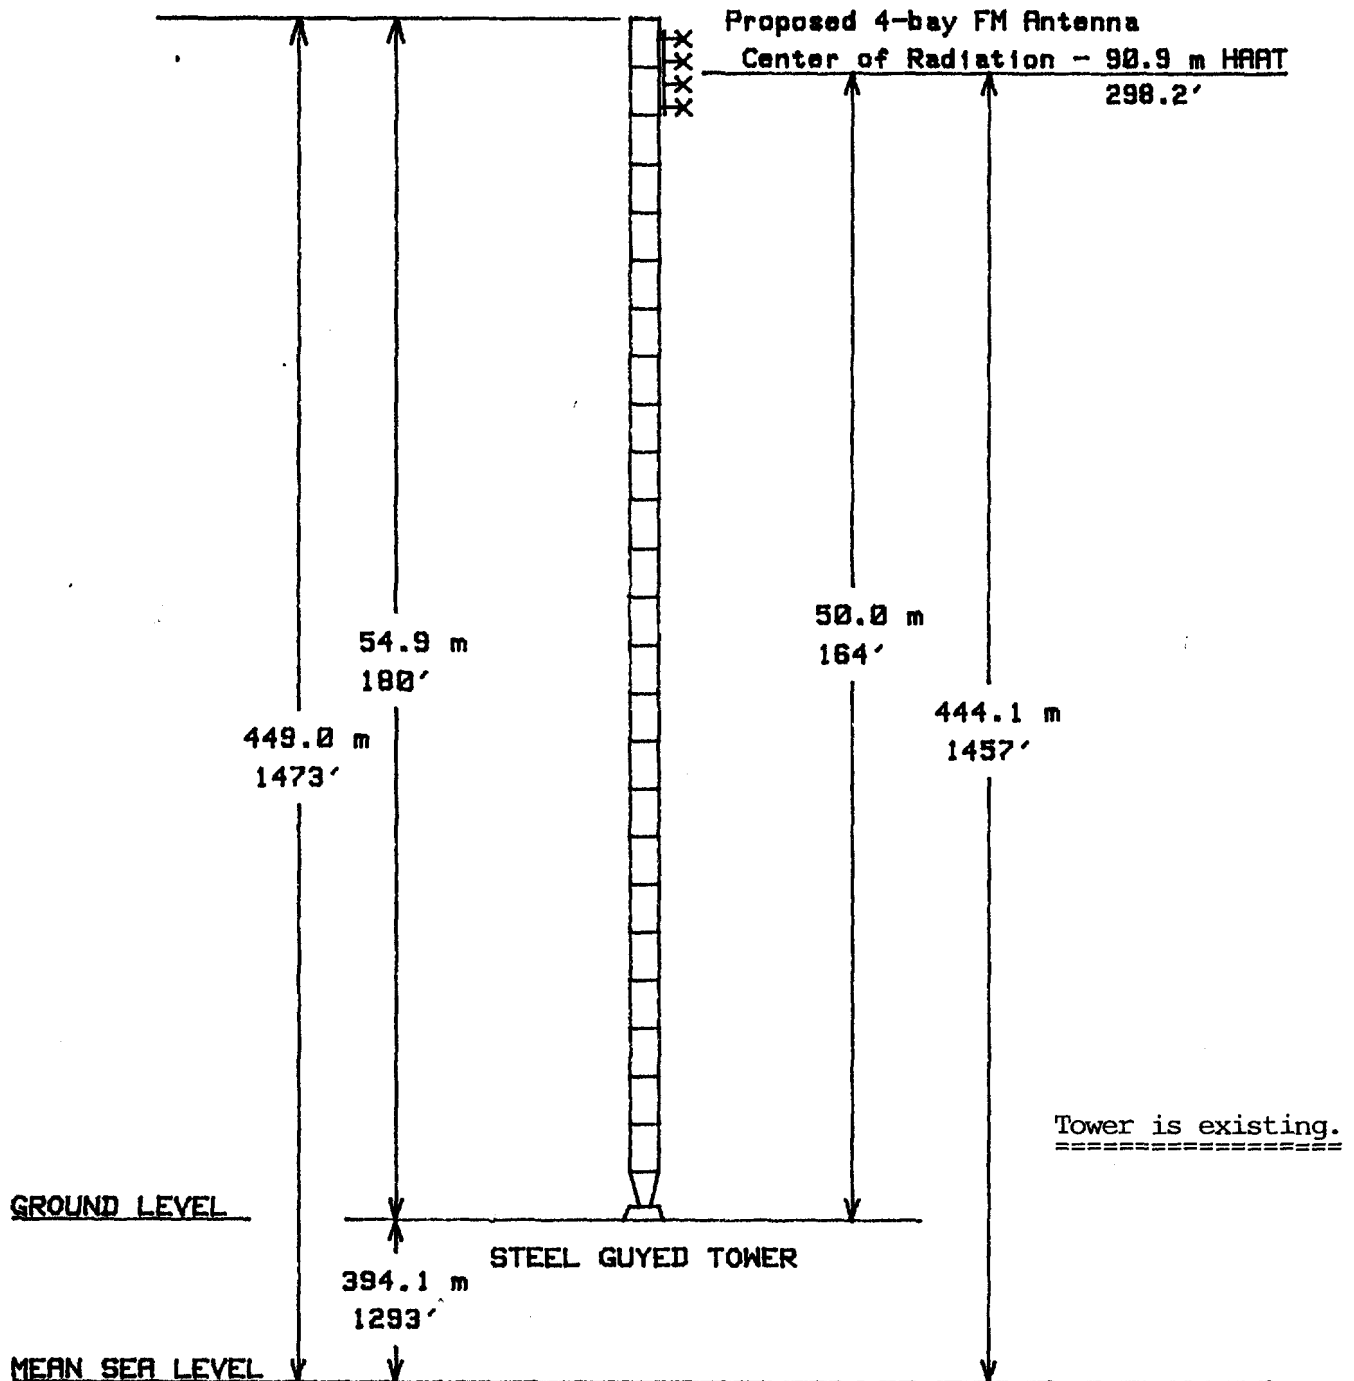 Proposed 4-bay FM Antenna
Center of Radiation - 90.9 m HAAT
298.2′
54.9 m
180′
50.0 m
164′
449.0 m
1473′
444.1 m
1457′
Tower is existing.
GROUND LEVEL
STEEL GUYED TOWER
394.1 m
1293′
MEAN SEA LEVEL